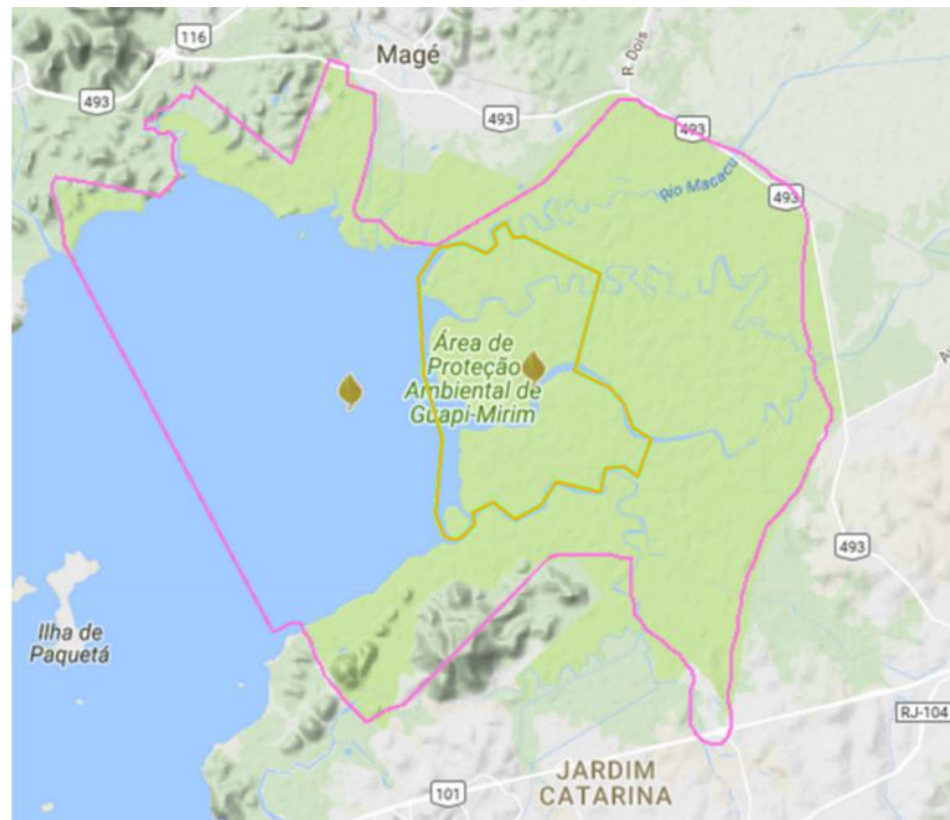 116
Magé
R. Dois
493
493
493
Rio Macacu
493
Área de
Proteção
Ambiental de
Guapi-Mirim
493
Ilha de
Paquetá
RJ-104
JARDIM
CATARINA
101